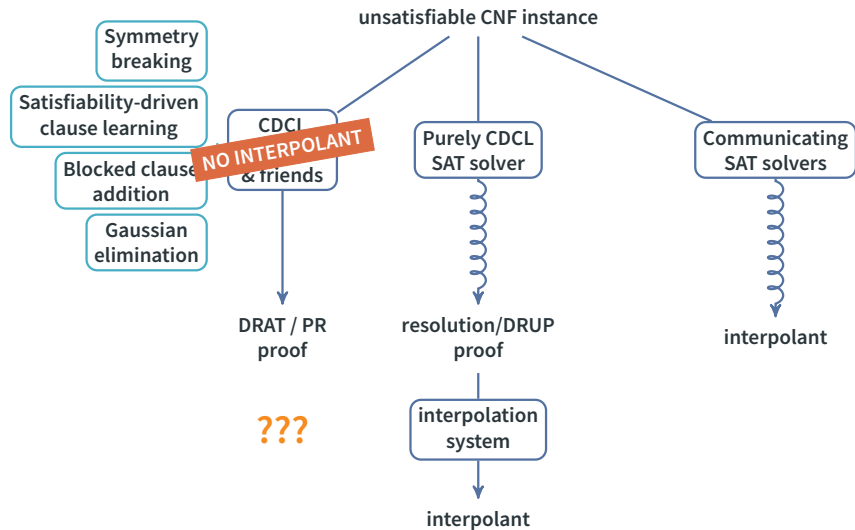 unsatisfiable CNF instance
Symmetry
breaking
Satisfiability-driven
clause learning
Blocked clause
addition
Gaussian
elimination
CDCL
NO INTERPOLANT
& friends
Purely CDCL
SAT solver
Communicating
SAT solvers
DRAT / PR
proof
resolution/DRUP
proof
interpolant
???
interpolation
system
interpolant